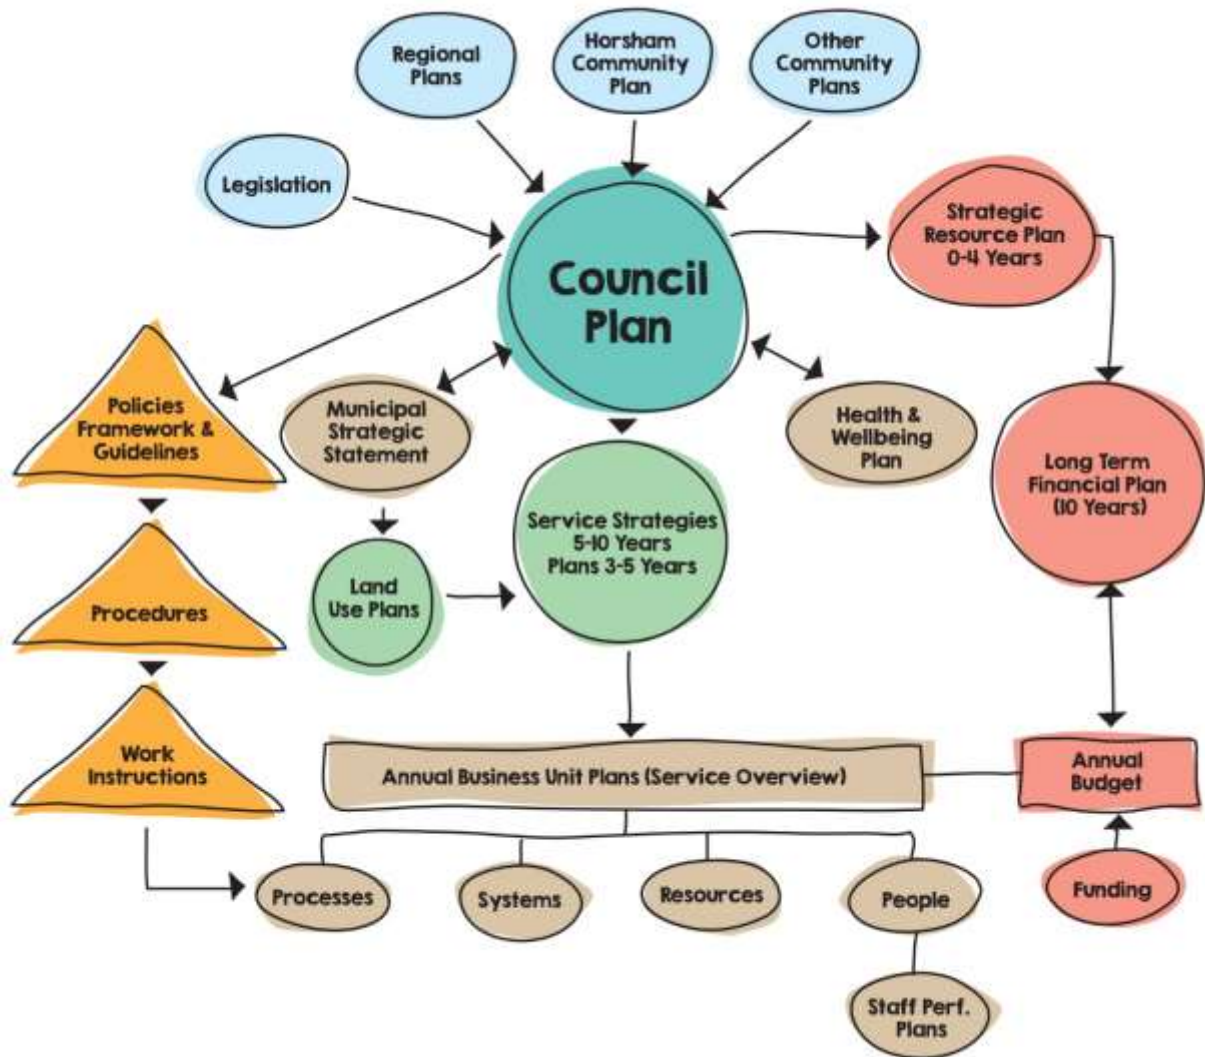 Regional
Plans
Horsham
Community
Plan
Other
Community
Plans
Legislation
Strategic
Resource Plan
0-4 Years
Council
Plan
Policies
Framework &
Guidelines
Municipal
Strategic
Statement
Health &
Wellbeing
Plan
Long Term
Financial Plan
(10 Years)
Service Strategies
5-10 Years
Plans 3-5 Years
Land
Use Plans
Procedures
Work
Instructions
Annual Business Unit Plans (Service Overview)
Annual
Budget
Processes
Systems
Resources
People
Funding
Staff Perf.
Plans